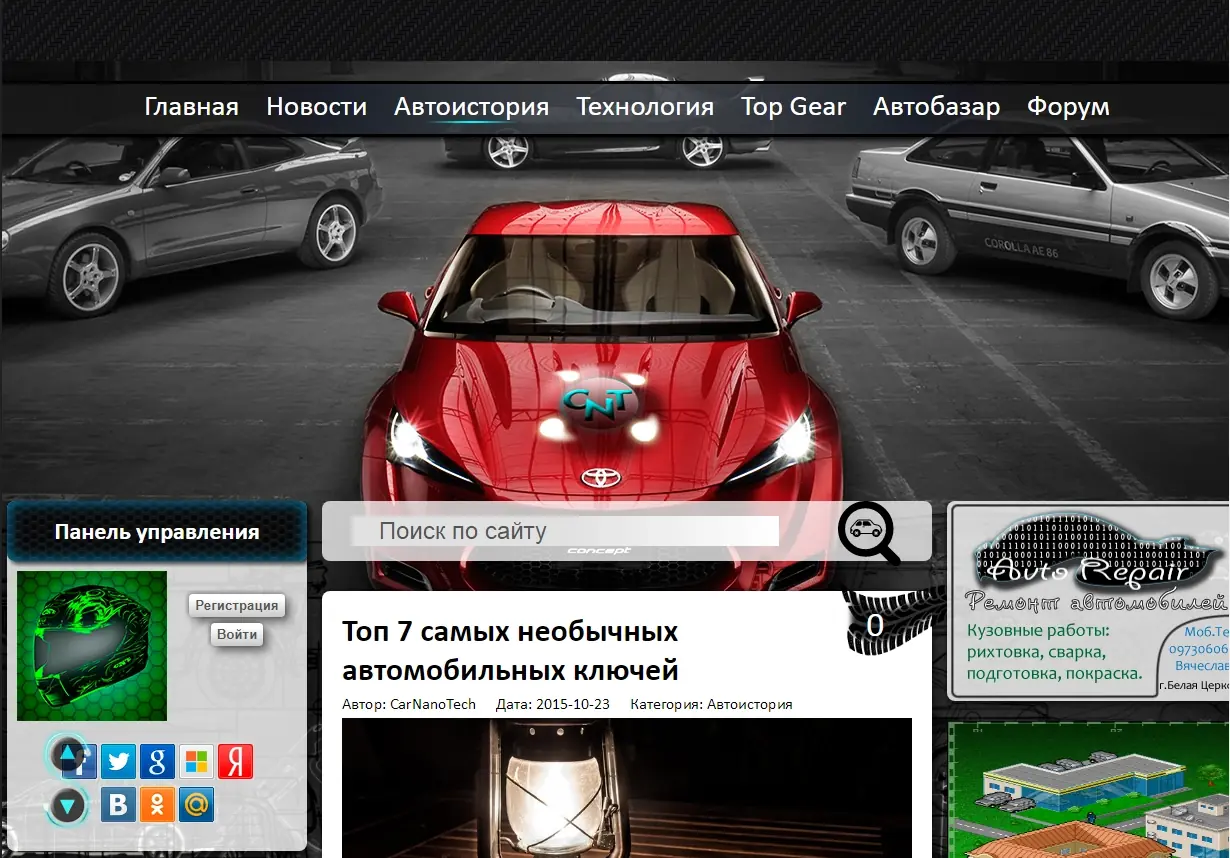 Главная Новости Автоистория Технология Top Gear Автобазар Форум
COROLLA AE 86
CNT
Панель управления
Регистрация
Войти
Поиск по сайту
concept
Топ 7 самых необычных
автомобильных ключей
0
Автор: CarNanoTech Дата: 2015-10-23 Категория: Автоистория
Auto Repair
Ремонт автомобилей
Кузовные работы:
рихтовка, сварка,
подготовка, покраска.
Моб.Те
09730606
Вячеслав
г.Белая Церко